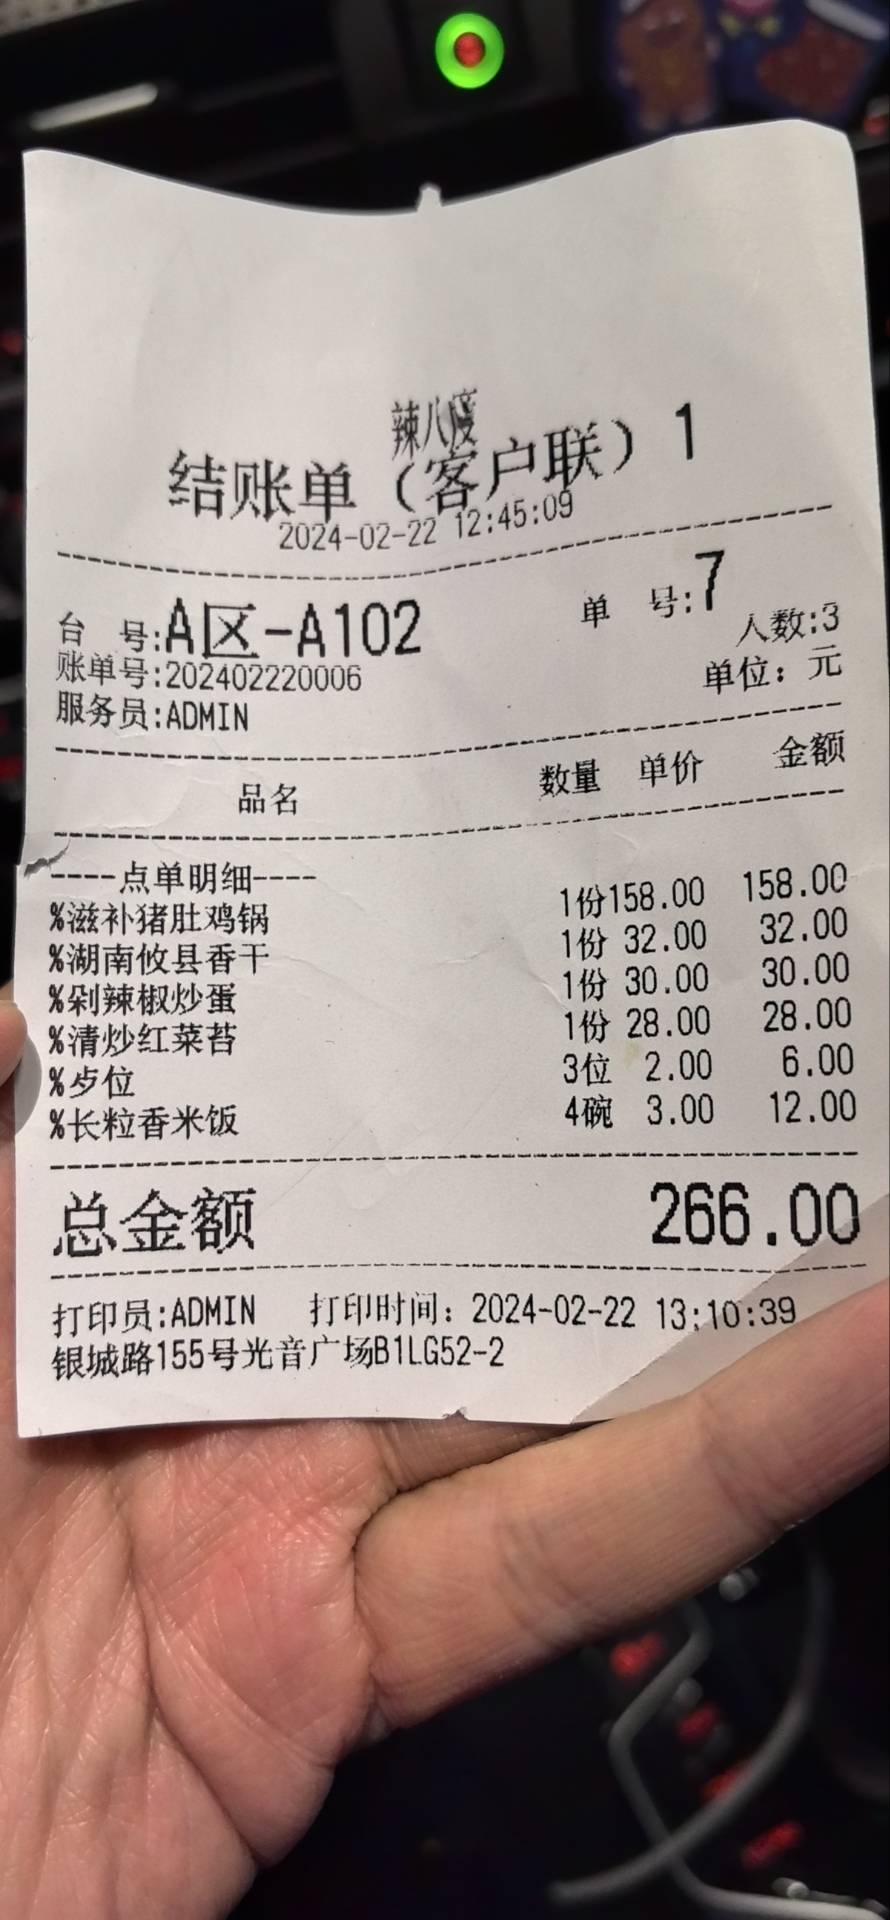 辣八度
结账单（客户联）1
2024-02-22 12:45:09
台 号:A区-A102 单 号:7
账单号:202402220006 人数:3
服务员:ADMIN 单位：元
品名 数量 单价 金额
----点单明细----
%滋补猪肚鸡锅 1份158.00 158.00
%湖南攸县香干 1份 32.00 32.00
%剁辣椒炒蛋 1份 30.00 30.00
%清炒红菜苔 1份 28.00 28.00
%歺位 3位 2.00 6.00
%长粒香米饭 4碗 3.00 12.00
总金额 266.00
打印员:ADMIN 打印时间：2024-02-22 13:10:39
银城路155号光音广场B1LG52-2